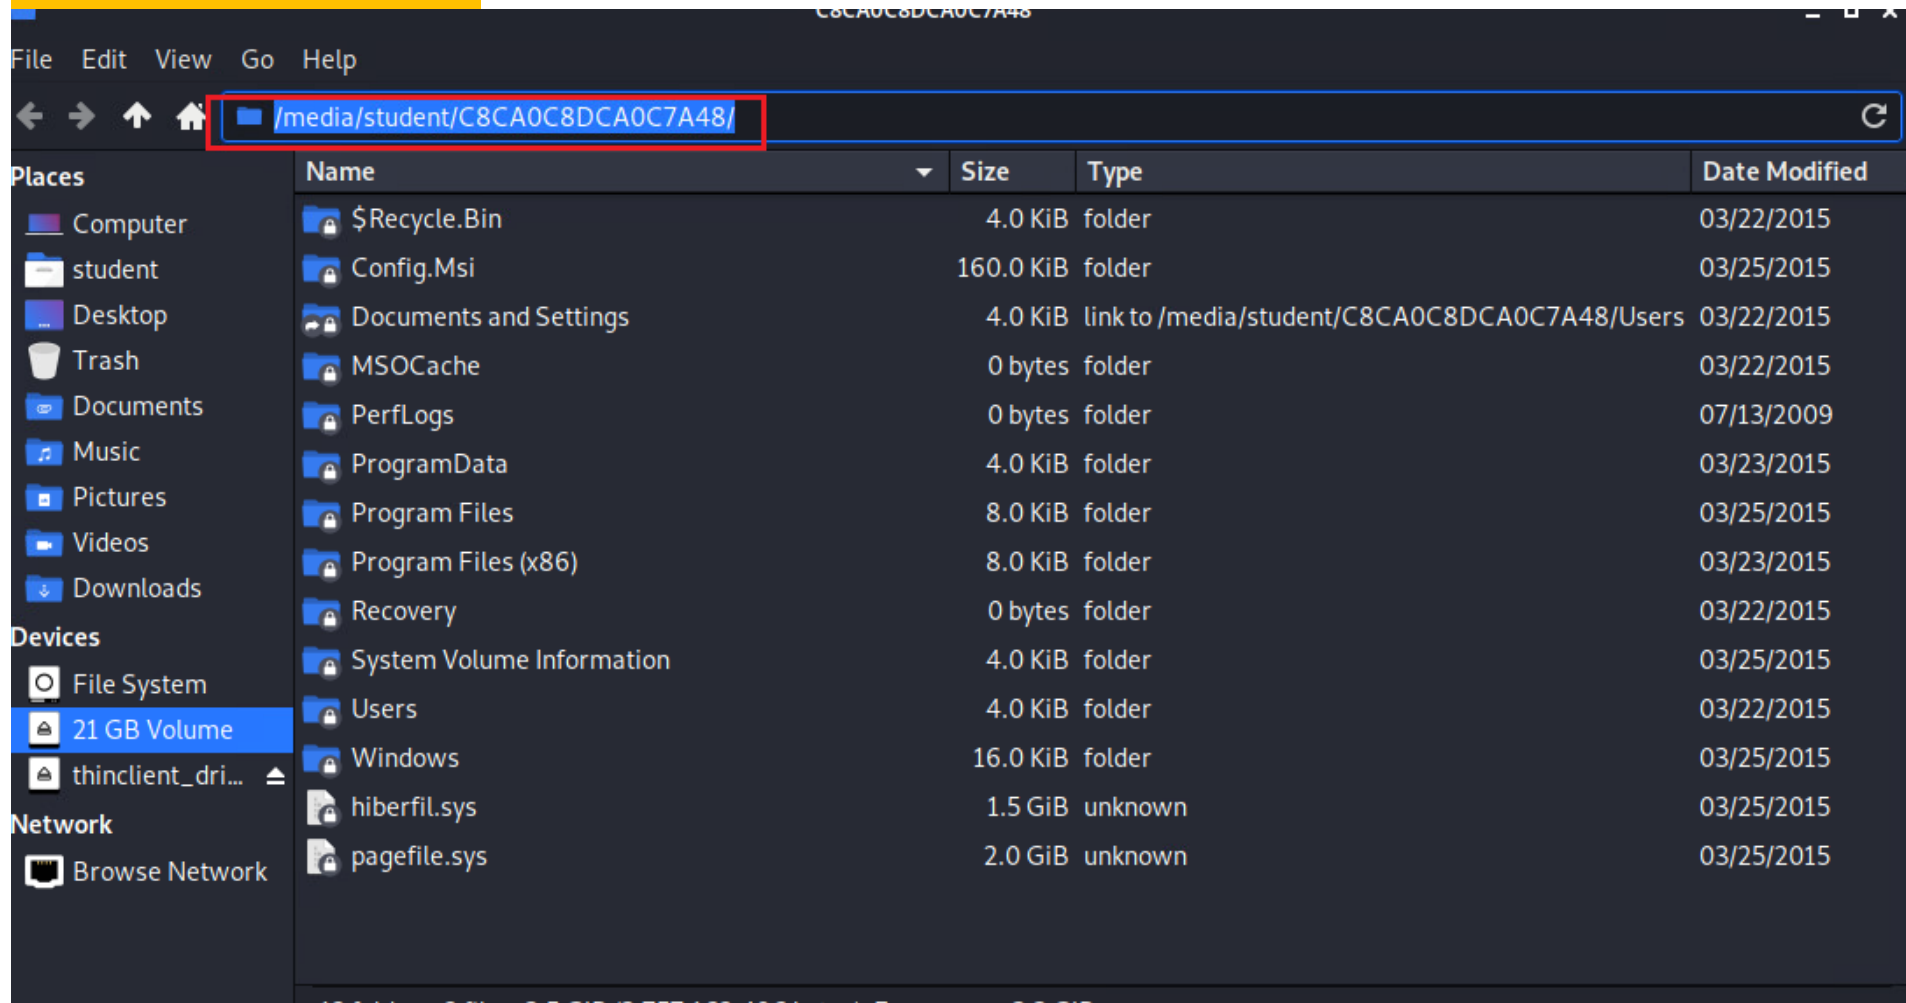 C8CA0C8DCA0C7A48
File Edit View Go Help
/media/student/C8CA0C8DCA0C7A48/
Places
Computer
student
Desktop
Trash
Documents
Music
Pictures
Videos
Downloads
Devices
File System
21 GB Volume
thinclient_dri...
Network
Browse Network
Name Size Type Date Modified
$Recycle.Bin 4.0 KiB folder 03/22/2015
Config.Msi 160.0 KiB folder 03/25/2015
Documents and Settings 4.0 KiB link to /media/student/C8CA0C8DCA0C7A48/Users 03/22/2015
MSOCache 0 bytes folder 03/22/2015
PerfLogs 0 bytes folder 07/13/2009
ProgramData 4.0 KiB folder 03/23/2015
Program Files 8.0 KiB folder 03/25/2015
Program Files (x86) 8.0 KiB folder 03/23/2015
Recovery 0 bytes folder 03/22/2015
System Volume Information 4.0 KiB folder 03/25/2015
Users 4.0 KiB folder 03/22/2015
Windows 16.0 KiB folder 03/25/2015
hiberfil.sys 1.5 GiB unknown 03/25/2015
pagefile.sys 2.0 GiB unknown 03/25/2015